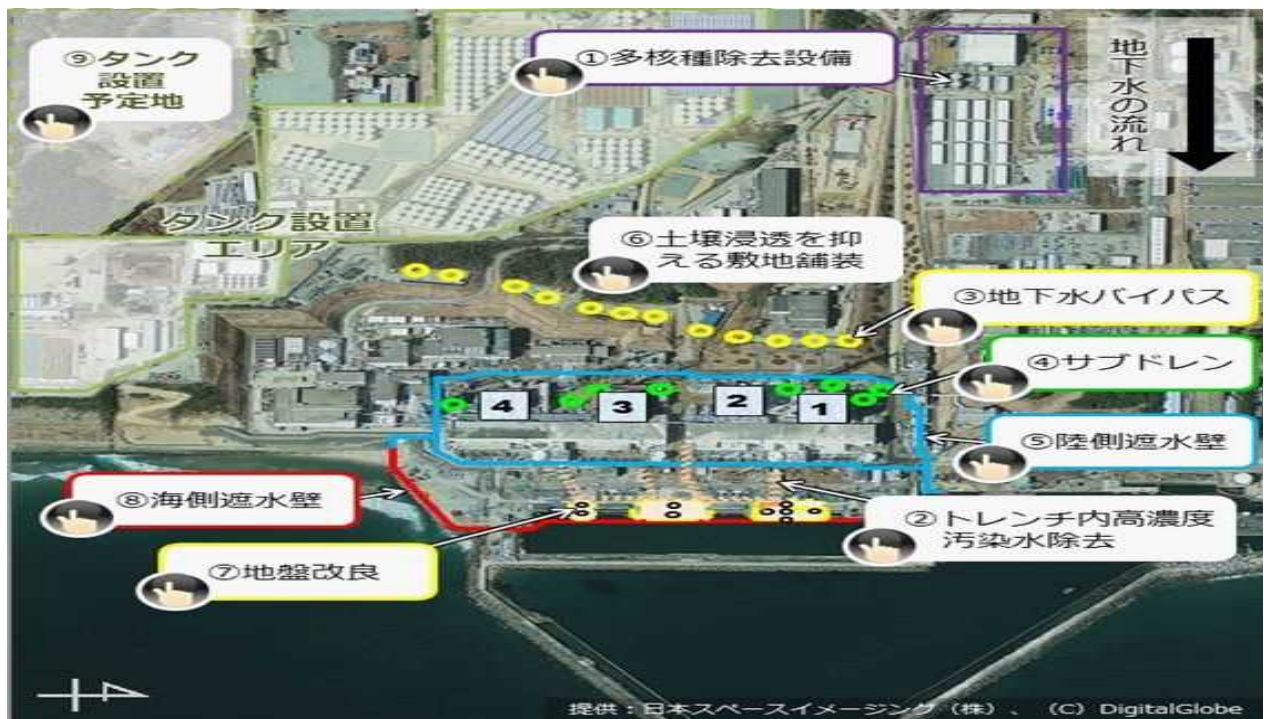 ⑨タンク
設置
予定地
①多核種除去設備
地下水の流れ
タンク設置
エリア
⑥土壌浸透を抑
える敷地舗装
③地下水バイパス
④サブドレン
4
3
2
1
⑤陸側遮水壁
⑧海側遮水壁
②トレンチ内高濃度
汚染水除去
⑦地盤改良
提供:日本スペースイメージング(株)、(C) DigitalGlobe